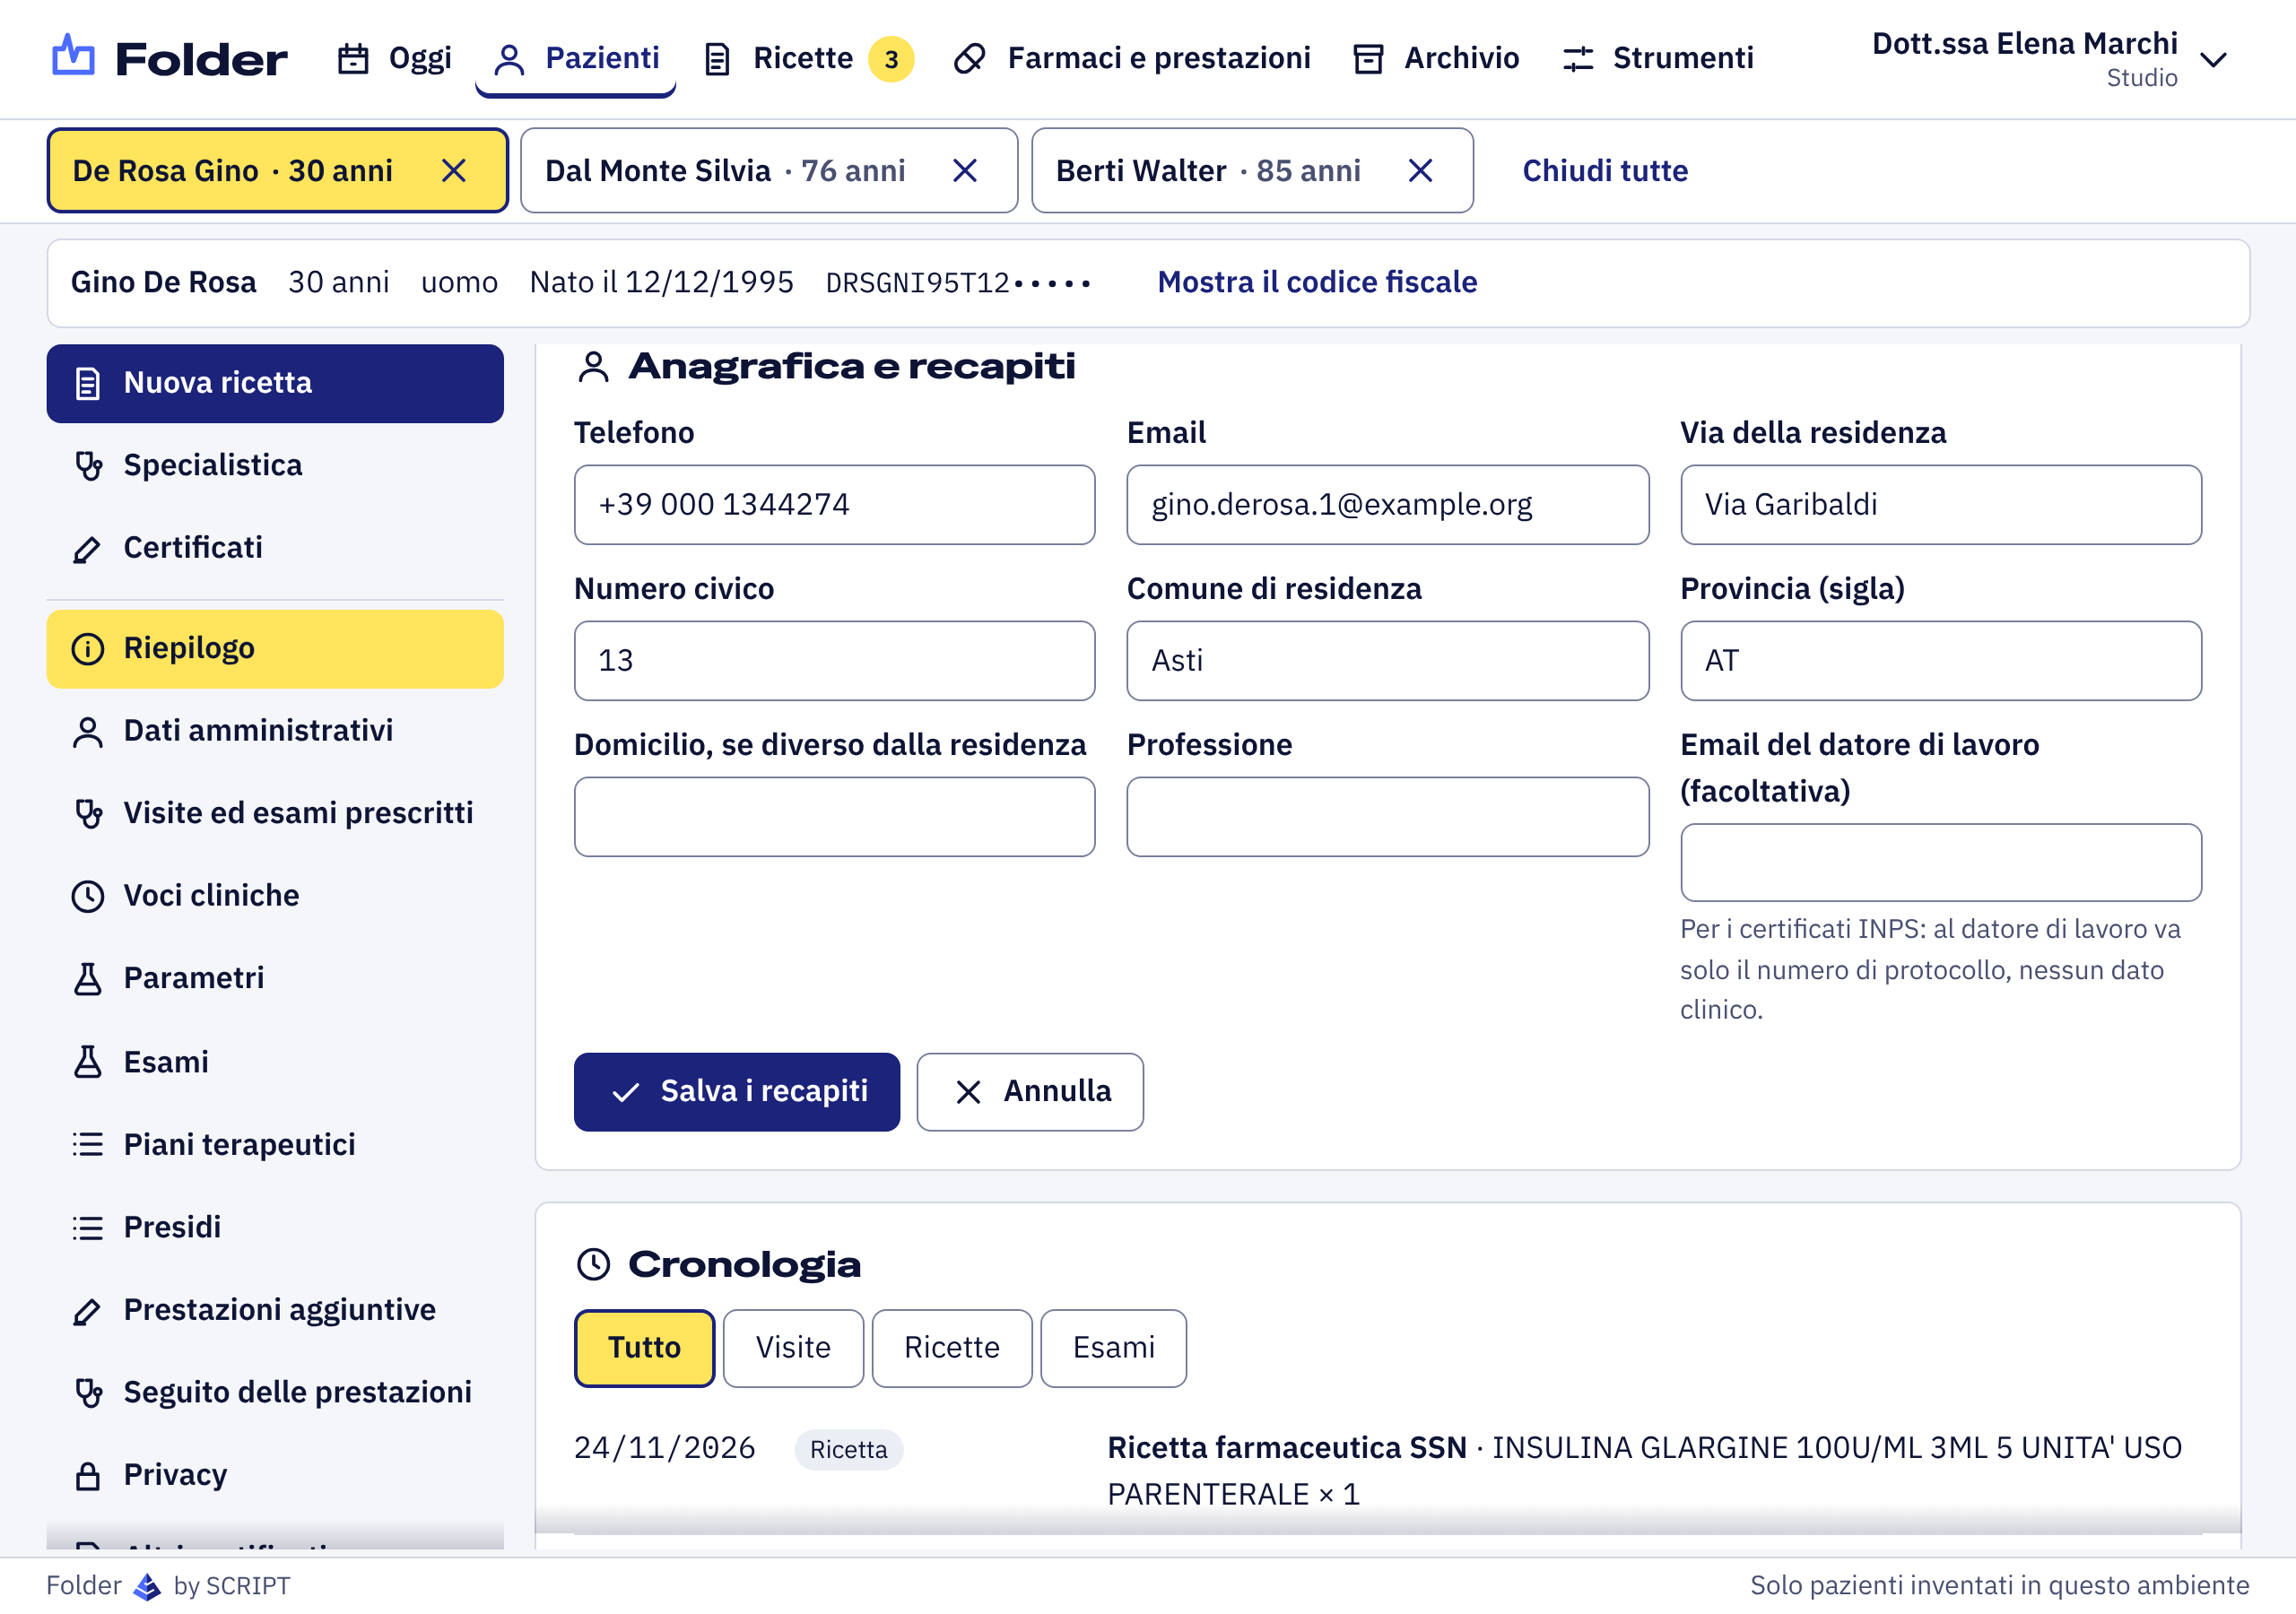 Folder
Oggi
Pazienti
Ricette 3
Farmaci e prestazioni
Archivio
Strumenti
Dott.ssa Elena Marchi
Studio
De Rosa Gino · 30 anni
Dal Monte Silvia · 76 anni
Berti Walter · 85 anni
Chiudi tutte
Gino De Rosa 30 anni uomo Nato il 12/12/1995 DRSGNI95T12••••• Mostra il codice fiscale
Nuova ricetta
Specialistica
Certificati
Riepilogo
Dati amministrativi
Visite ed esami prescritti
Voci cliniche
Parametri
Esami
Piani terapeutici
Presidi
Prestazioni aggiuntive
Seguito delle prestazioni
Privacy
Anagrafica e recapiti
Telefono
+39 000 1344274
Email
gino.derosa.1@example.org
Via della residenza
Via Garibaldi
Numero civico
13
Comune di residenza
Asti
Provincia (sigla)
AT
Domicilio, se diverso dalla residenza
Professione
Email del datore di lavoro
(facoltativa)
Per i certificati INPS: al datore di lavoro va
solo il numero di protocollo, nessun dato
clinico.
Salva i recapiti
Annulla
Cronologia
Tutto
Visite
Ricette
Esami
24/11/2026 Ricetta Ricetta farmaceutica SSN · INSULINA GLARGINE 100U/ML 3ML 5 UNITA' USO
PARENTERALE × 1
Folder by SCRIPT
Solo pazienti inventati in questo ambiente